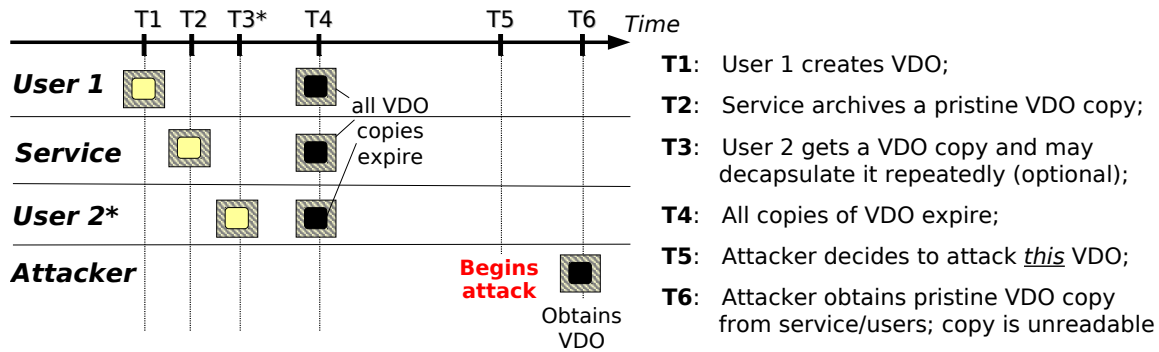 T1 T2 T3* T4 T5 T6 Time
User 1
Service
User 2*
Attacker
all VDO
copies
expire
Begins
attack
Obtains
VDO
T1: User 1 creates VDO;
T2: Service archives a pristine VDO copy;
T3: User 2 gets a VDO copy and may
decapsulate it repeatedly (optional);
T4: All copies of VDO expire;
T5: Attacker decides to attack this VDO;
T6: Attacker obtains pristine VDO copy
from service/users; copy is unreadable